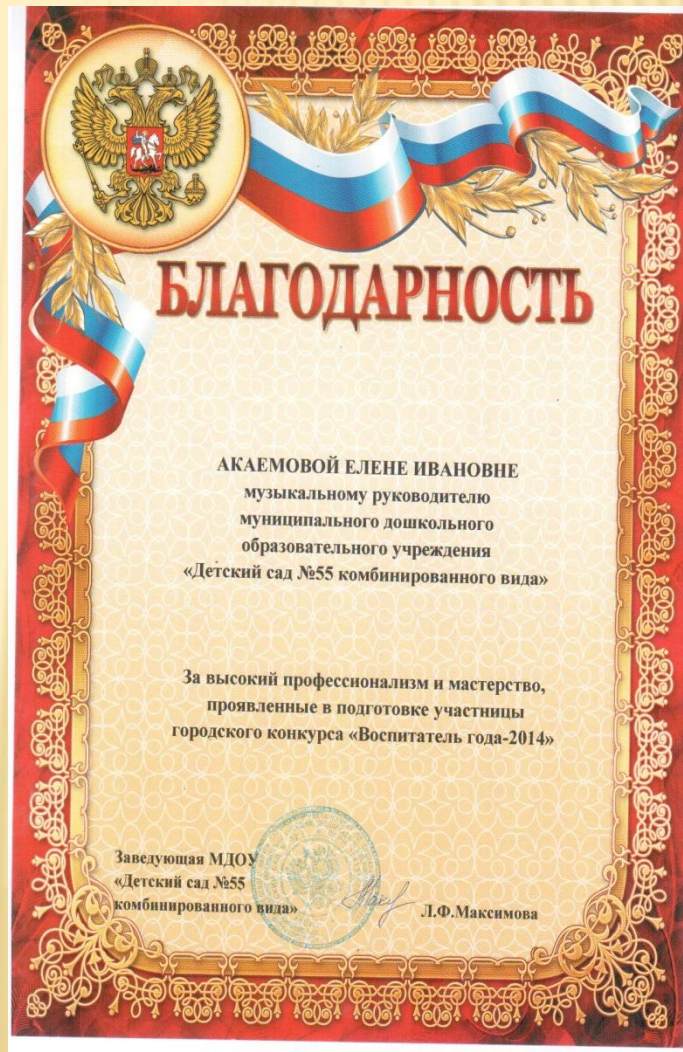 БЛАГОДАРНОСТЬ
АКАЕМОВОЙ ЕЛЕНЕ ИВАНОВНЕ
музыкальному руководителю
муниципального дошкольного
образовательного учреждения
«Детский сад №55 комбинированного вида»
За высокий профессионализм и мастерство,
проявленные в подготовке участницы
городского конкурса «Воспитатель года-2014»
Заведующая МДОУ
«Детский сад №55
комбинированного вида»
Л.Ф.Максимова